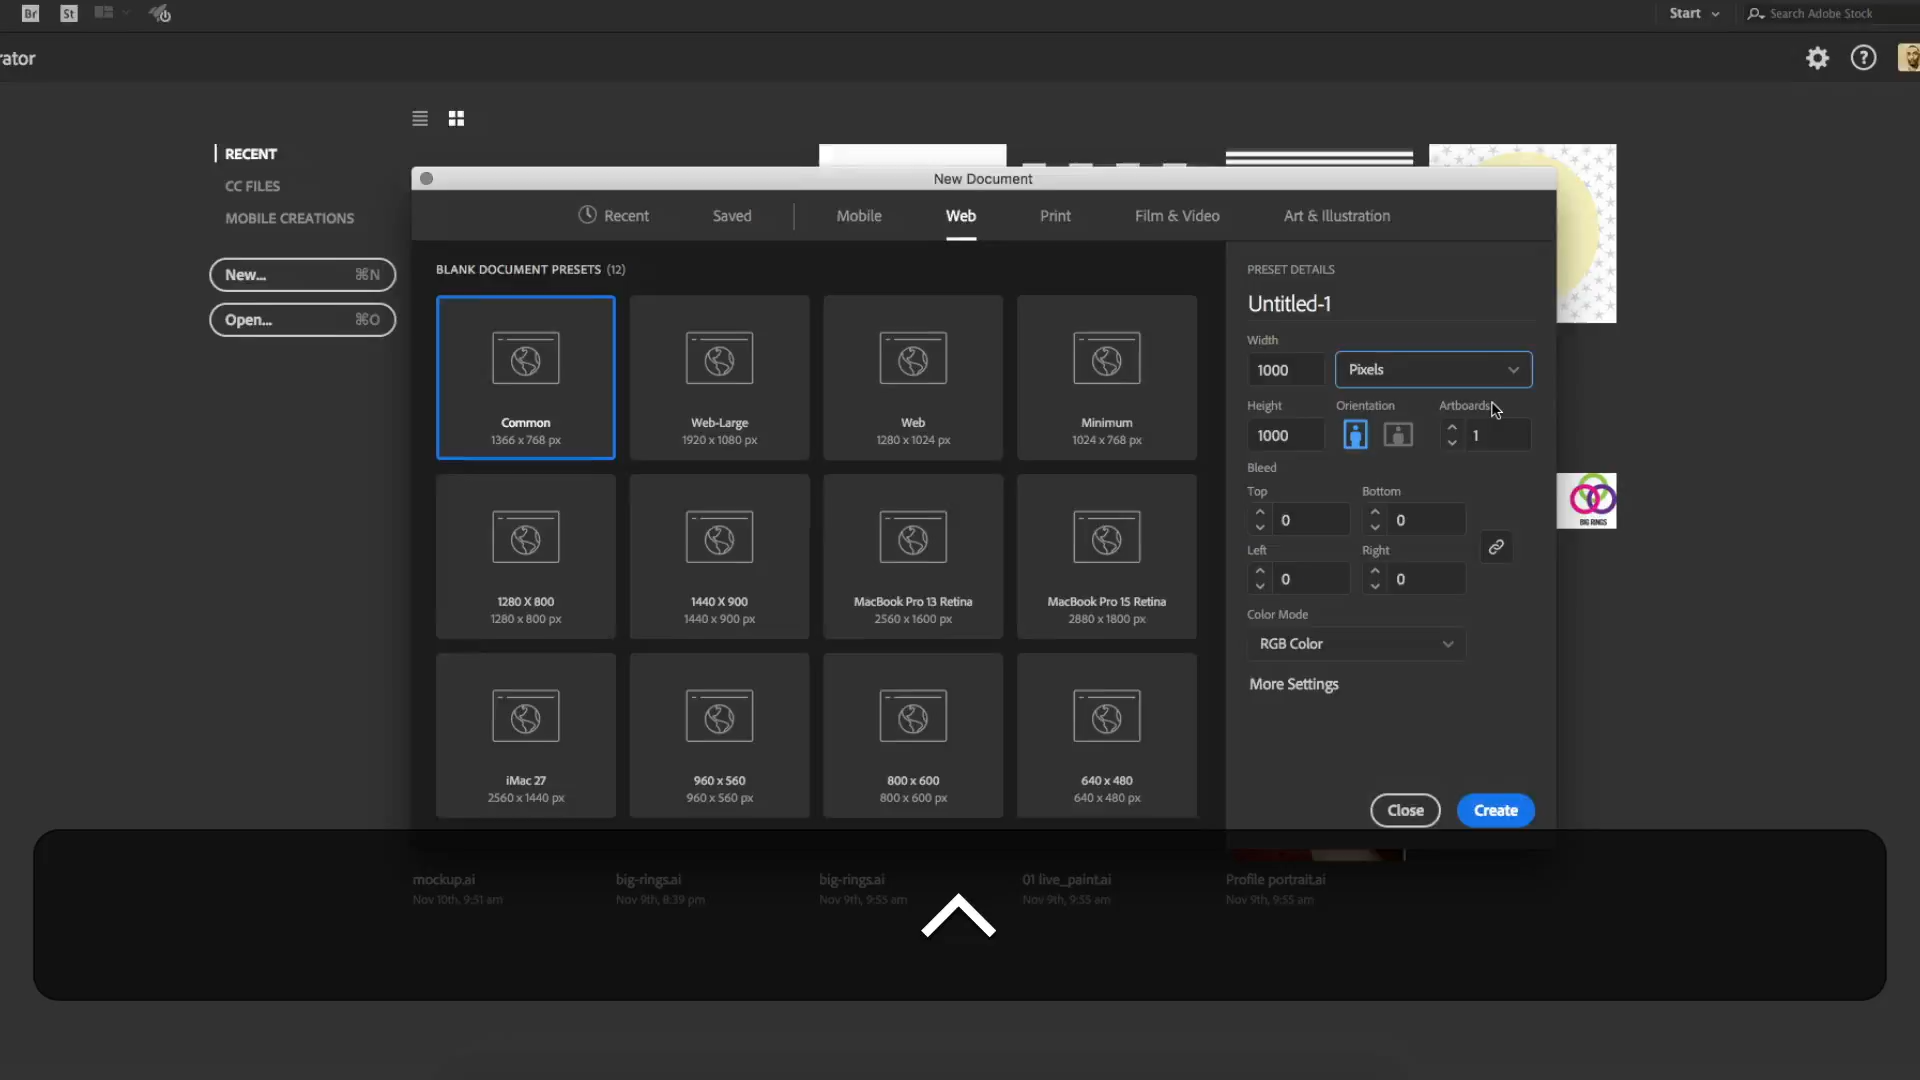 Br St
Start
Search Adobe Stock
rator
RECENT
CC FILES
MOBILE CREATIONS
New... ⌘N
Open... ⌘O
New Document
Recent Saved Mobile Web Print Film & Video Art & Illustration
BLANK DOCUMENT PRESETS (12)
Common
1366 x 768 px
Web-Large
1920 x 1080 px
Web
1280 x 1024 px
Minimum
1024 x 768 px
1280 X 800
1280 x 800 px
1440 X 900
1440 x 900 px
MacBook Pro 13 Retina
2560 x 1600 px
MacBook Pro 15 Retina
2880 x 1800 px
iMac 27
2560 x 1440 px
960 x 560
960 x 560 px
800 x 600
800 x 600 px
640 x 480
640 x 480 px
PRESET DETAILS
Untitled-1
Width
1000 Pixels
Height Orientation Artboards
1000 1
Bleed
Top Bottom
0 0
Left Right
0 0
Color Mode
RGB Color
More Settings
Close Create
BIG RINGS
mockup.ai
Nov 10th, 9:51 am
big-rings.ai
Nov 9th, 8:39 pm
big-rings.ai
Nov 9th, 9:55 am
01 live_paint.ai
Nov 9th, 9:55 am
Profile portrait.ai
Nov 9th, 9:55 am